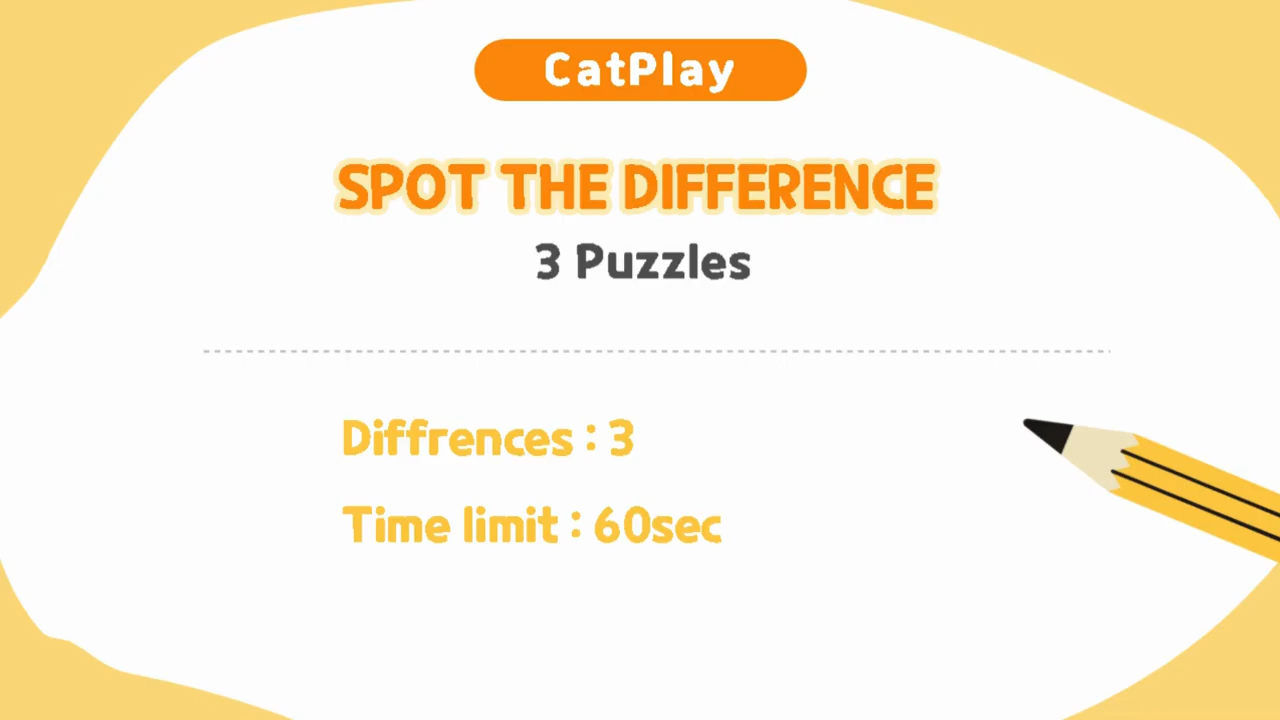 CatPlay
SPOT THE DIFFERENCE
3 Puzzles
Diffrences : 3
Time limit : 60sec